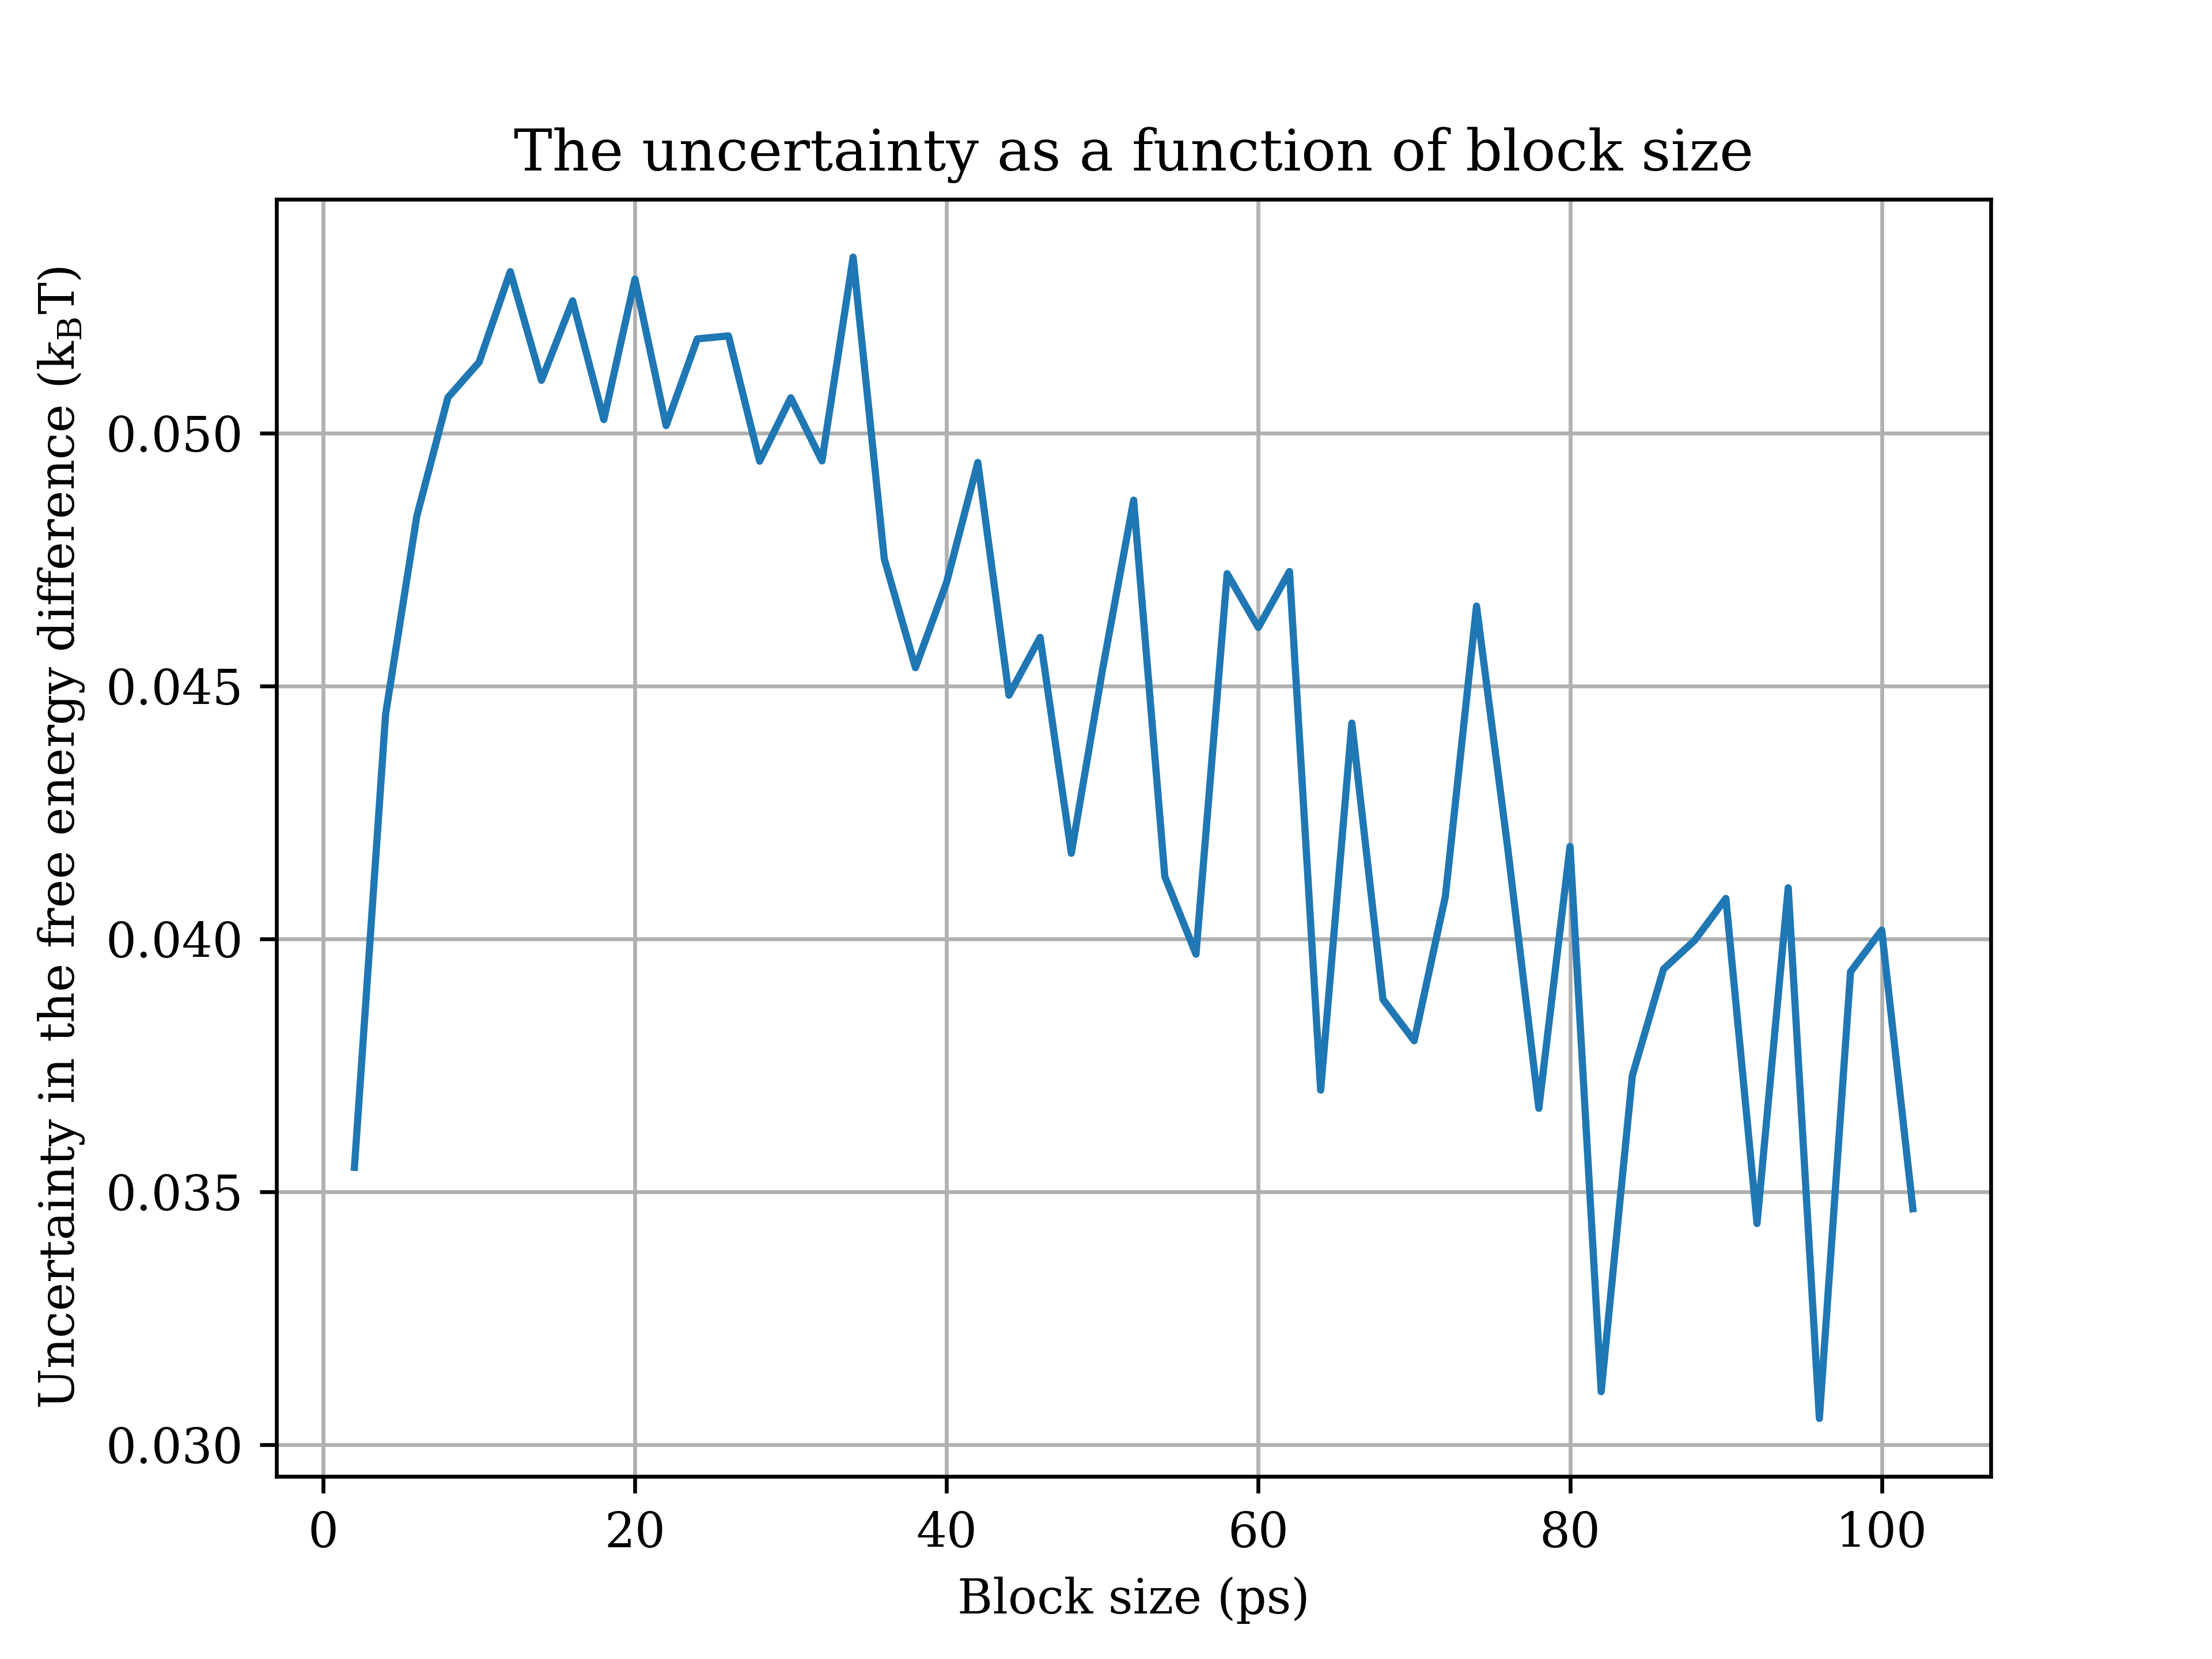 The uncertainty as a function of block size
Uncertainty in the free energy difference (k_BT)
0.050
0.045
0.040
0.035
0.030
0 20 40 60 80 100
Block size (ps)